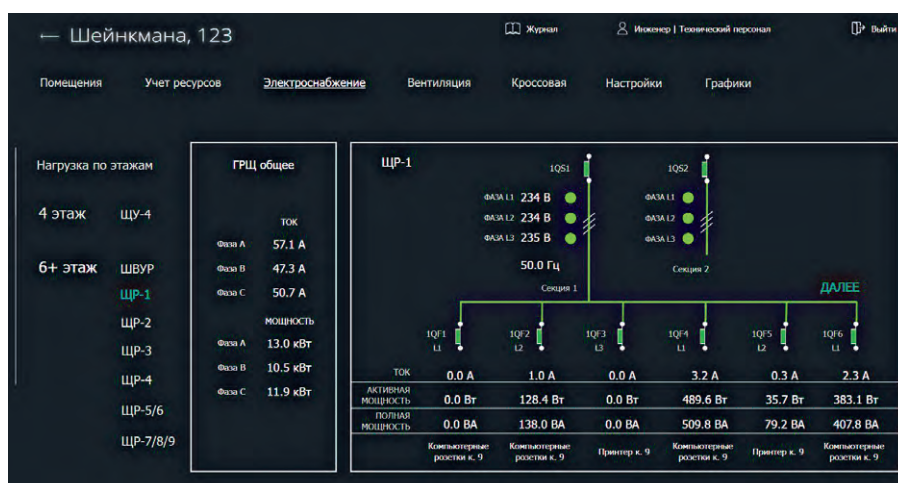 ← Шейнкмана, 123
Журнал
Инженер | Технический персонал
Выйти
Помещения Учет ресурсов Электроснабжение Вентиляция Кроссовая Настройки Графики
Нагрузка по этажам
4 этаж ЩУ-4
6+ этаж ШВУР
ЩР-1
ЩР-2
ЩР-3
ЩР-4
ЩР-5/6
ЩР-7/8/9
ГРЩ общее
ТОК
Фаза A 57.1 А
Фаза B 47.3 А
Фаза C 50.7 А
МОЩНОСТЬ
Фаза A 13.0 кВт
Фаза B 10.5 кВт
Фаза C 11.9 кВт
ЩР-1
1QS1 1QS2
ФАЗА L1 234 В ФАЗА L1
ФАЗА L2 234 В ФАЗА L2
ФАЗА L3 235 В ФАЗА L3
50.0 Гц
Секция 1 Секция 2
ДАЛЕЕ
1QF1 1QF2 1QF3 1QF4 1QF5 1QF6
L1 L2 L3 L1 L2 L1
ТОК 0.0 А 1.0 А 0.0 А 3.2 А 0.3 А 2.3 А
АКТИВНАЯ
МОЩНОСТЬ 0.0 Вт 128.4 Вт 0.0 Вт 489.6 Вт 35.7 Вт 383.1 Вт
ПОЛНАЯ
МОЩНОСТЬ 0.0 ВА 138.0 ВА 0.0 ВА 509.8 ВА 79.2 ВА 407.8 ВА
Компьютерные розетки к. 9
Компьютерные розетки к. 9
Принтер к. 9
Компьютерные розетки к. 9
Принтер к. 9
Компьютерные розетки к. 9